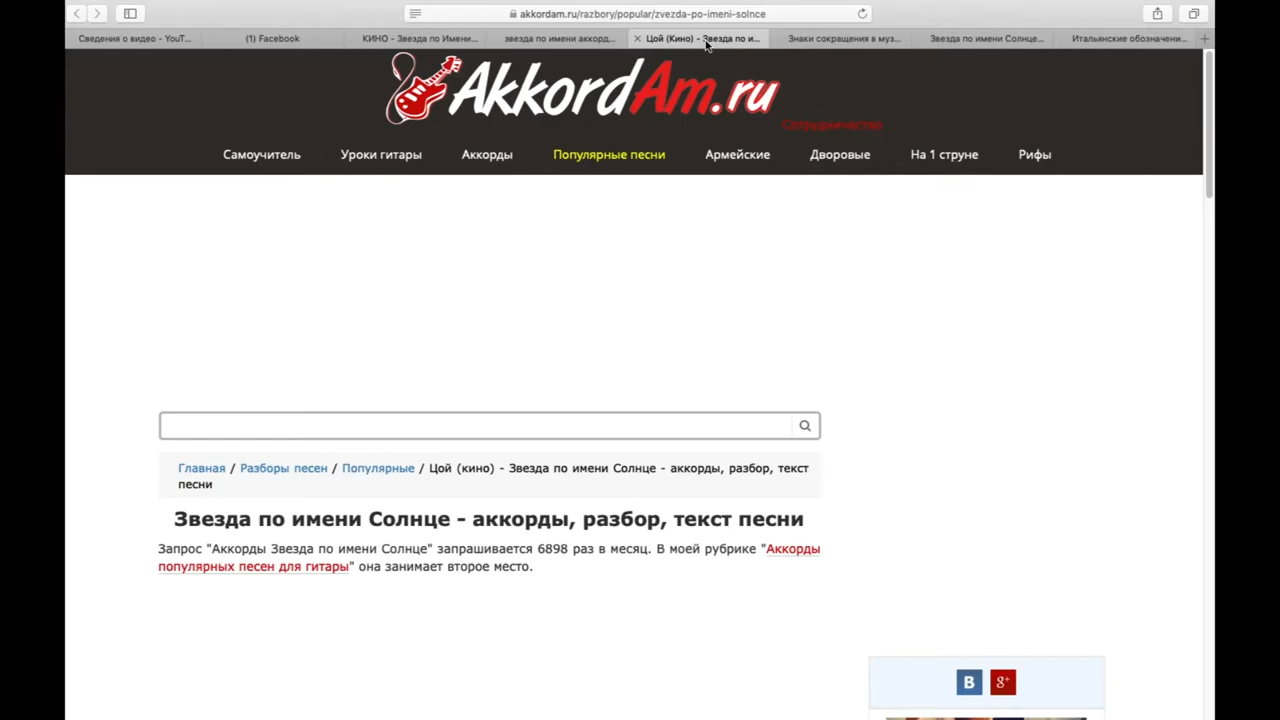 akkordam.ru/razbory/popular/zvezda-po-imeni-solnce
Сведения о видео - YouT...
(1) Facebook
КИНО - Звезда по Имени...
звезда по имени аккорд...
Цой (Кино) - Звезда по и...
Знаки сокращения в муз...
Звезда по имени Солнце...
Итальянские обозначени...
AkkordAm.ru
Сотрудничество
Самоучитель
Уроки гитары
Аккорды
Популярные песни
Армейские
Дворовые
На 1 струне
Рифы
Главная / Разборы песен / Популярные / Цой (кино) - Звезда по имени Солнце - аккорды, разбор, текст
песни
Звезда по имени Солнце - аккорды, разбор, текст песни
Запрос "Аккорды Звезда по имени Солнце" запрашивается 6898 раз в месяц. В моей рубрике "Аккорды
популярных песен для гитары" она занимает второе место.
B
g+